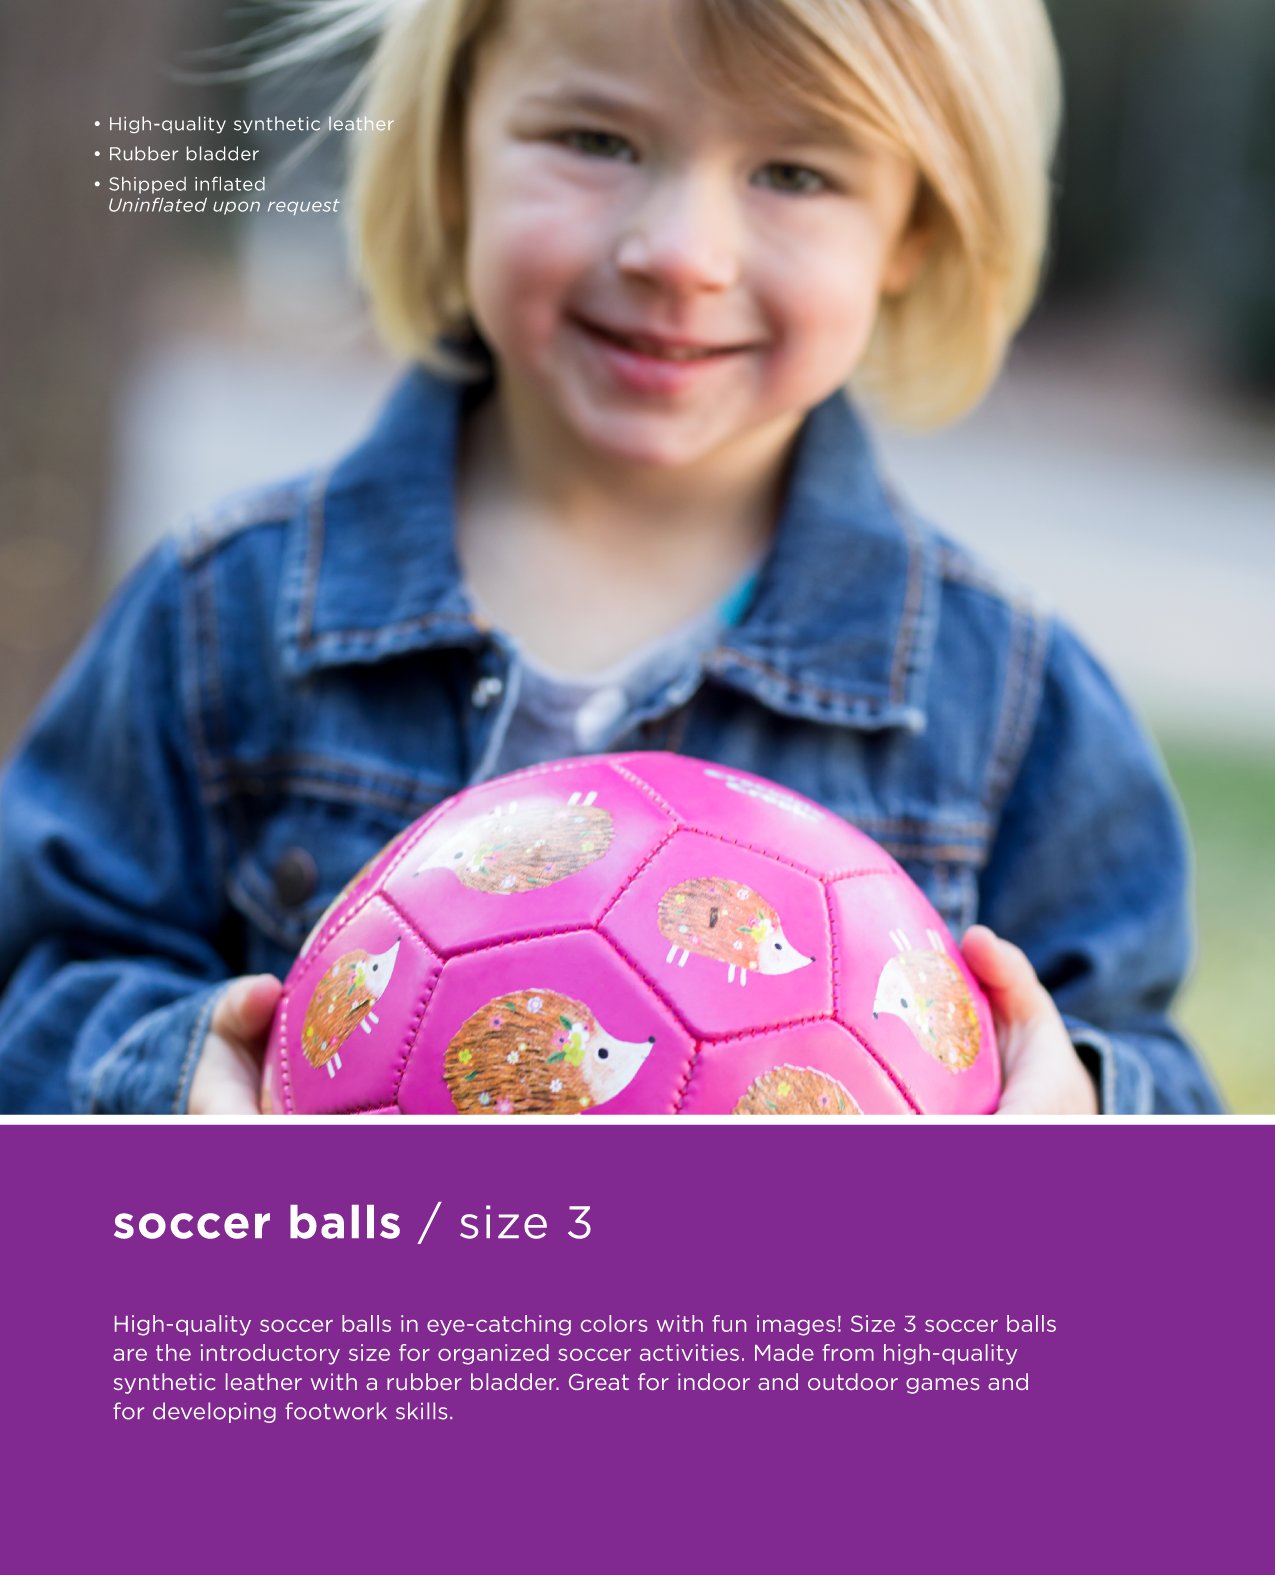 • High-quality synthetic leather
• Rubber bladder
• Shipped inflated
Uninflated upon request
soccer balls / size 3
High-quality soccer balls in eye-catching colors with fun images! Size 3 soccer balls
are the introductory size for organized soccer activities. Made from high-quality
synthetic leather with a rubber bladder. Great for indoor and outdoor games and
for developing footwork skills.